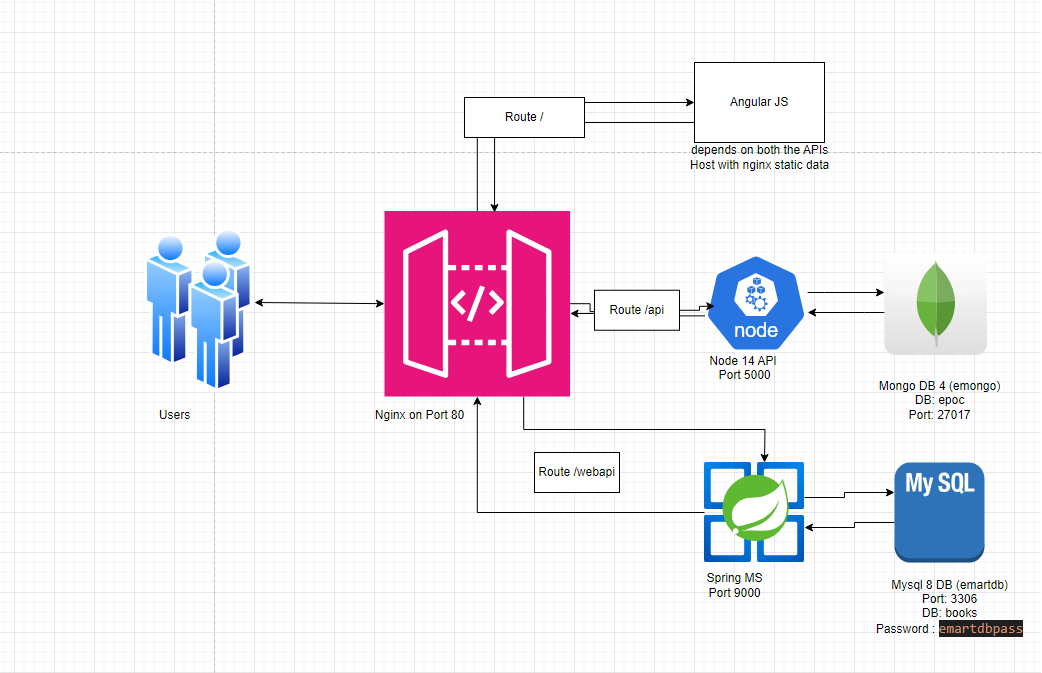 Route /
Angular JS
depends on both the APIs
Host with nginx static data
Users
</>
Nginx on Port 80
Route /api
node
Node 14 API
Port 5000
Mongo DB 4 (emongo)
DB: epoc
Port: 27017
Route /webapi
Spring MS
Port 9000
My SQL
Mysql 8 DB (emartdb)
Port: 3306
DB: books
Password : emartdbpass